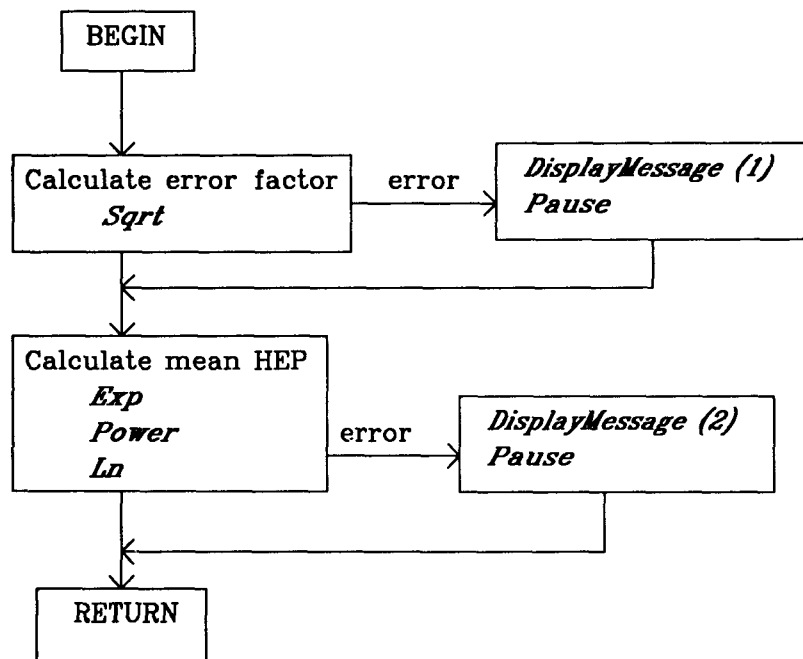 BEGIN
Calculate error factor
Sqrt
error
DisplayMessage (1)
Pause
Calculate mean HEP
Exp
Power
Ln
error
DisplayMessage (2)
Pause
RETURN